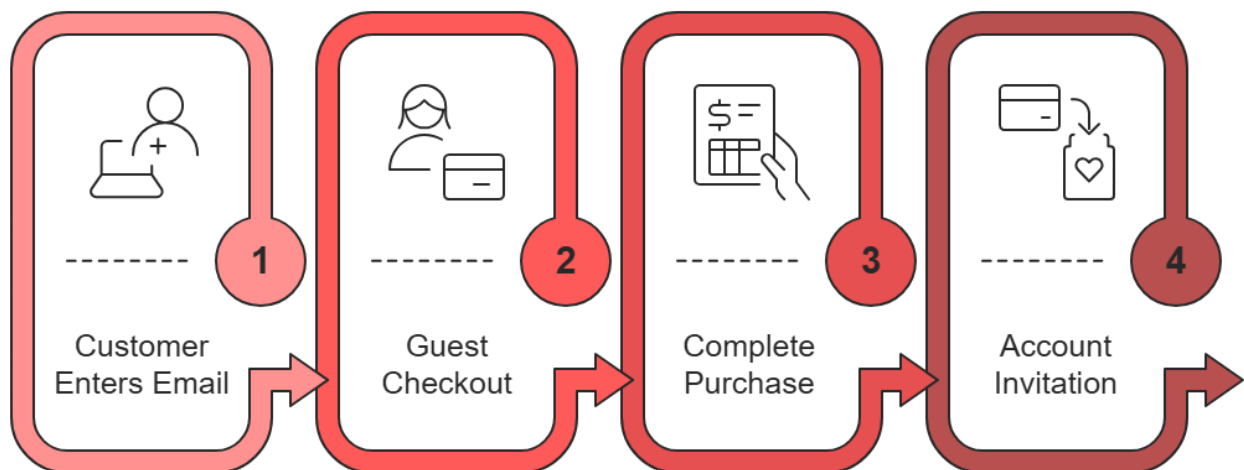 1
Customer
Enters Email
2
Guest
Checkout
$
3
Complete
Purchase
4
Account
Invitation